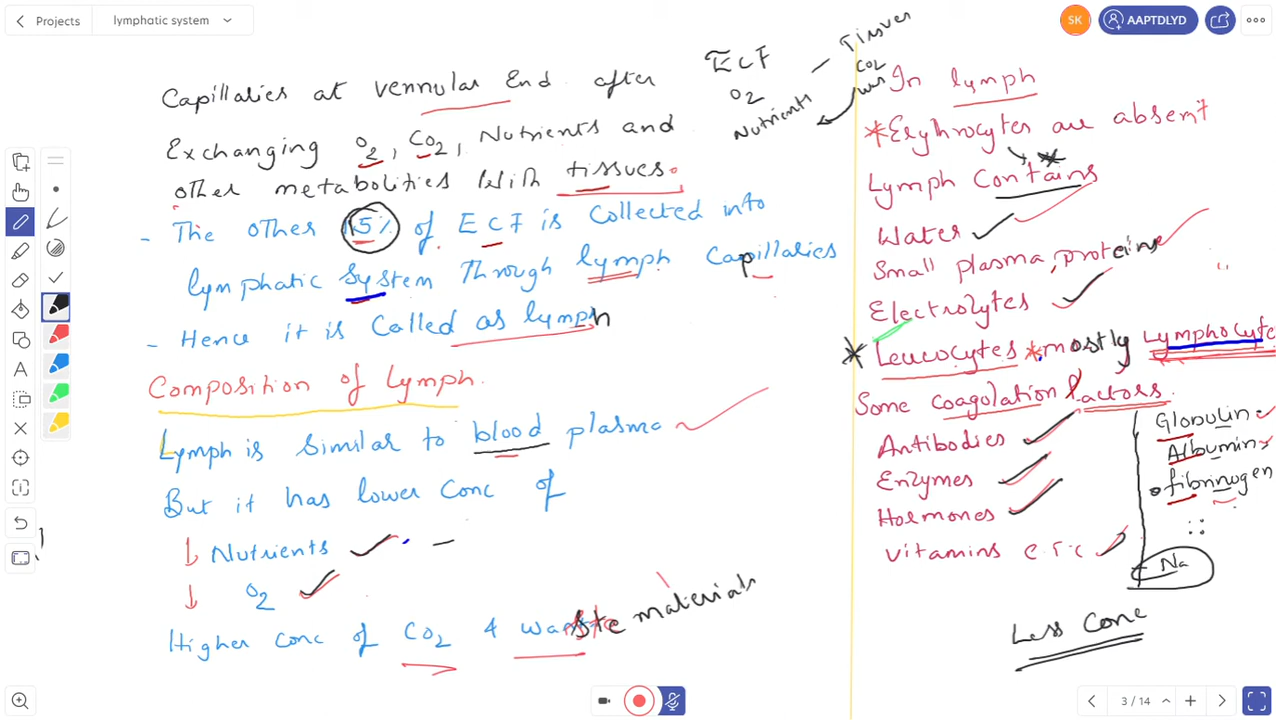 Projects
lymphatic system
SK
AAPTDLYD
Capillaries at vennular End after
Exchanging O2, CO2, Nutrients and
other metabolities with tissues.
- The other 15% of ECF is Collected into
lymphatic System Through lymph Capillaries
- Hence it is Called as lymph
Composition of Lymph.
Lymph is similar to blood plasma
But it has lower Conc of
↓ Nutrients –
↓ O2
Higher conc of CO2 & waste materials
ECF – Tissues
O2 CO2
Nutrients
In lymph
*Erythrocytes are absent
Lymph Contains
Water
Small plasma, proteins
Electrolytes
* Leucocytes *mostly Lymphocyte
Some coagolation factors.
Antibodies
Enzymes
Hormones
vitamins e.T.c
Globulin
Albumin
fibrinogen
Na
Less Conc
3 / 14